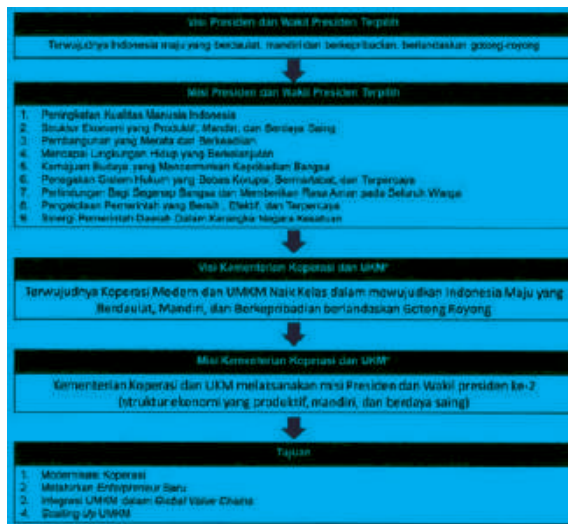 Visi Presiden dan Wakil Presiden Terpilih
Terwujudnya Indonesia maju yang berdaulat, mandiri dan berkepribadian, berlandaskan gotong-royong
Misi Presiden dan Wakil Presiden Terpilih
1. Peningkatan Kualitas Manusia Indonesia
2. Struktur Ekonomi yang Produktif, Mandiri, dan Berdaya Saing
3. Pembangunan yang Merata dan Berkeadilan
4. Mencapai Lingkungan Hidup yang Berkelanjutan
5. Kemajuan Budaya yang Mencerminkan Kepribadian Bangsa
6. Penegakan Sistem Hukum yang Bebas Korupsi, Bermartabat, dan Terpercaya
7. Perlindungan Bagi Segenap Bangsa dan Memberikan Rasa Aman pada Seluruh Warga
8. Pengelolaan Pemerintah yang Bersih, Efektif, dan Terpercaya
9. Sinergi Pemerintah Daerah Dalam Kerangka Negara Kesatuan
Visi Kementerian Koperasi dan UKM*
Terwujudnya Koperasi Modern dan UMKM Naik Kelas dalam mewujudkan Indonesia Maju yang
Berdaulat, Mandiri, dan Berkepribadian berlandaskan Gotong Royong
Misi Kementerian Koperasi dan UKM*
Kementerian Koperasi dan UKM melaksanakan misi Presiden dan Wakil presiden ke-2
(struktur ekonomi yang produktif, mandiri, dan berdaya saing)
Tujuan
1. Modernisasi Koperasi
2. Melahirkan Entrepreneur Baru
3. Integrasi UMKM dalam Global Value Chains
4. Scaling-Up UMKM